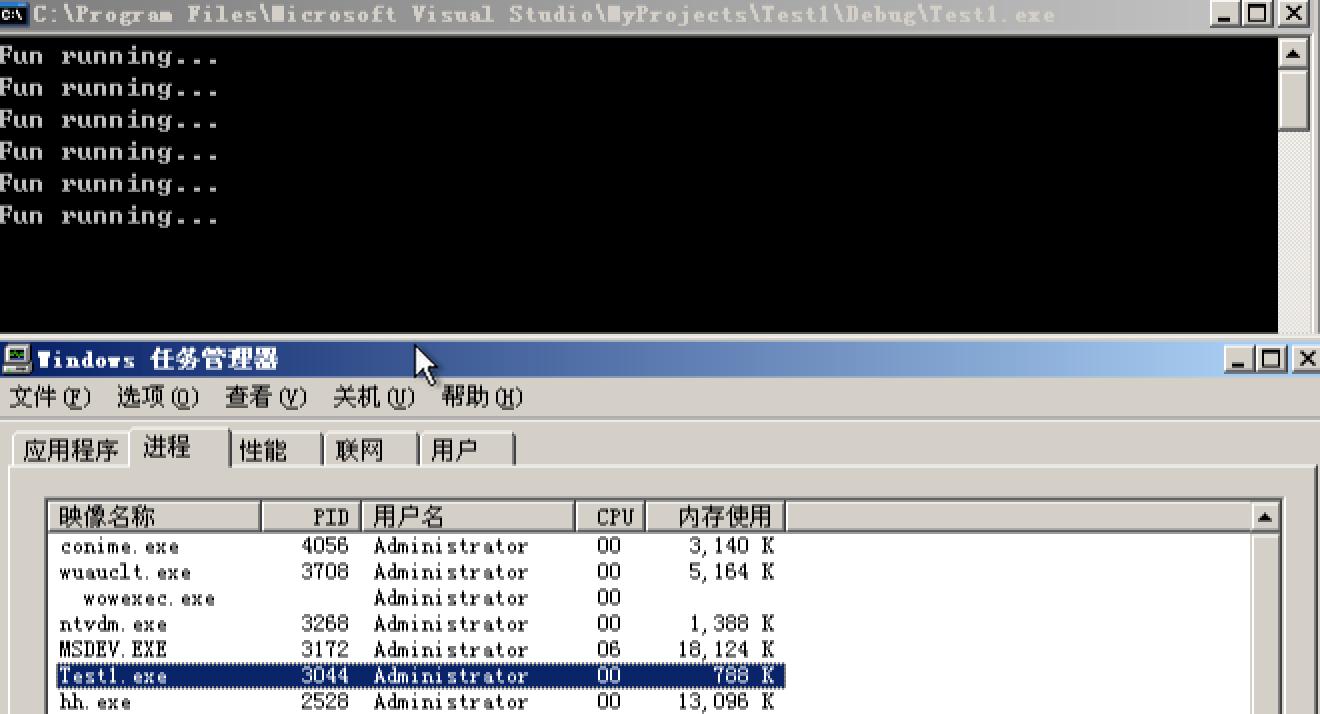 C:\Program Files\Microsoft Visual Studio\MyProjects\Test1\Debug\Test1.exe
Fun running...
Fun running...
Fun running...
Fun running...
Fun running...
Fun running...
Windows 任务管理器
文件(F) 选项(O) 查看(V) 关机(U) 帮助(H)
应用程序 进程 性能 联网 用户
映像名称 PID 用户名 CPU 内存使用
conime.exe 4056 Administrator 00 3,140 K
wuauclt.exe 3708 Administrator 00 5,164 K
wowexec.exe Administrator 00
ntvdm.exe 3268 Administrator 00 1,388 K
MSDEV.EXE 3172 Administrator 06 18,124 K
Test1.exe 3044 Administrator 00 788 K
hh.exe 2528 Administrator 00 13,096 K